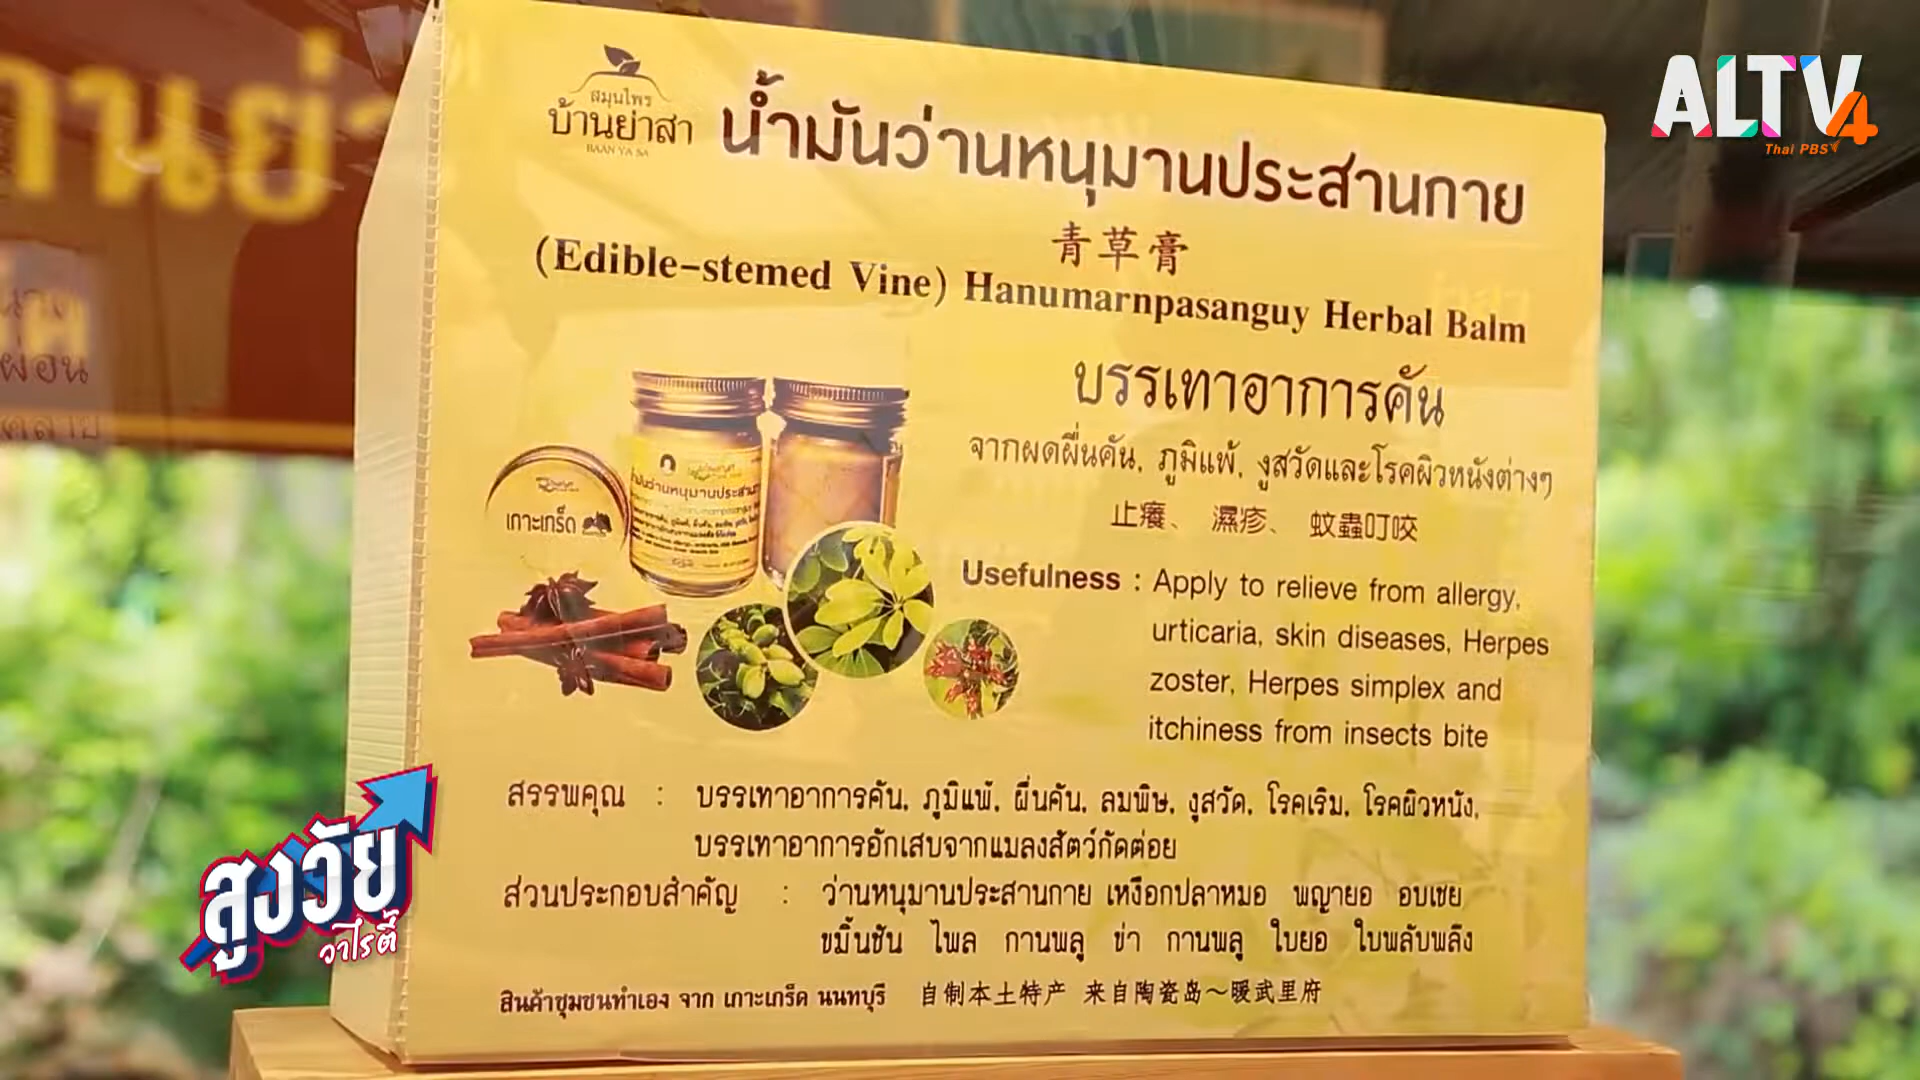 ALTV4
Thai PBS
สมุนไพร
บ้านย่าสา
BAAN YA SA
น้ำมันว่านหนุมานประสานกาย
青草膏
(Edible-stemed Vine) Hanumarnpasanguy Herbal Balm
บรรเทาอาการคัน
จากผดผื่นคัน, ภูมิแพ้, งูสวัดและโรคผิวหนังต่างๆ
止癢、濕疹、蚊蟲叮咬
เกาะเกร็ด
Usefulness : Apply to relieve from allergy,
urticaria, skin diseases, Herpes
zoster, Herpes simplex and
itchiness from insects bite
สรรพคุณ : บรรเทาอาการคัน, ภูมิแพ้, ผื่นคัน, ลมพิษ, งูสวัด, โรคเริม, โรคผิวหนัง,
บรรเทาอาการอักเสบจากแมลงสัตว์กัดต่อย
ส่วนประกอบสำคัญ : ว่านหนุมานประสานกาย เหงือกปลาหมอ พญายอ อบเชย
ขมิ้นชัน ไพล กานพลู ข่า กานพลู ใบยอ ใบพลับพลึง
สินค้าชุมชนทำเอง จาก เกาะเกร็ด นนทบุรี 自制本土特产 来自陶瓷岛～暖武里府
สูงวัย
วาไรตี้